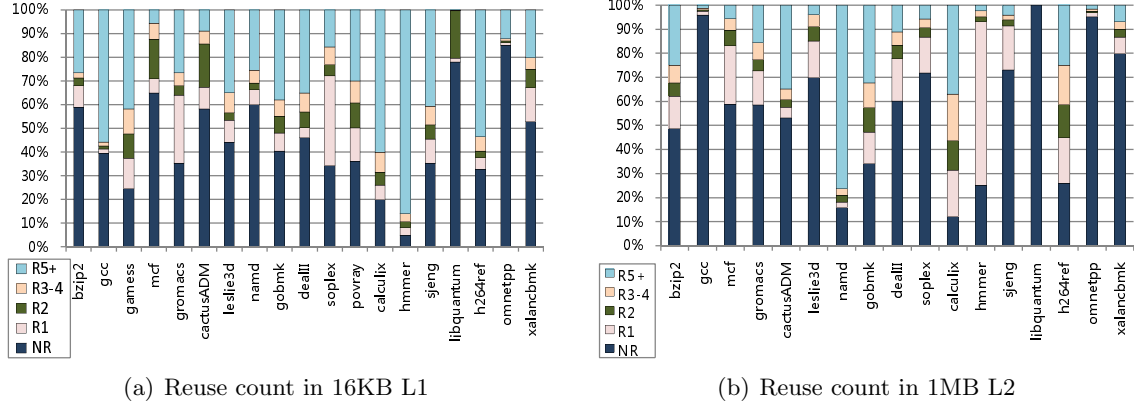 100%
90%
80%
70%
60%
50%
40%
30%
20%
10%
0%
bzip2
gcc
gamess
mcf
gromacs
cactusADM
leslie3d
namd
gobmk
dealII
soplex
povray
calculix
hmmer
sjeng
libquantum
h264ref
omnetpp
xalancbmk
R5+
R3-4
R2
R1
NR
(a) Reuse count in 16KB L1
100%
90%
80%
70%
60%
50%
40%
30%
20%
10%
0%
bzip2
gcc
mcf
gromacs
cactusADM
leslie3d
namd
gobmk
dealII
soplex
calculix
hmmer
sjeng
libquantum
h264ref
omnetpp
xalancbmk
R5+
R3-4
R2
R1
NR
(b) Reuse count in 1MB L2